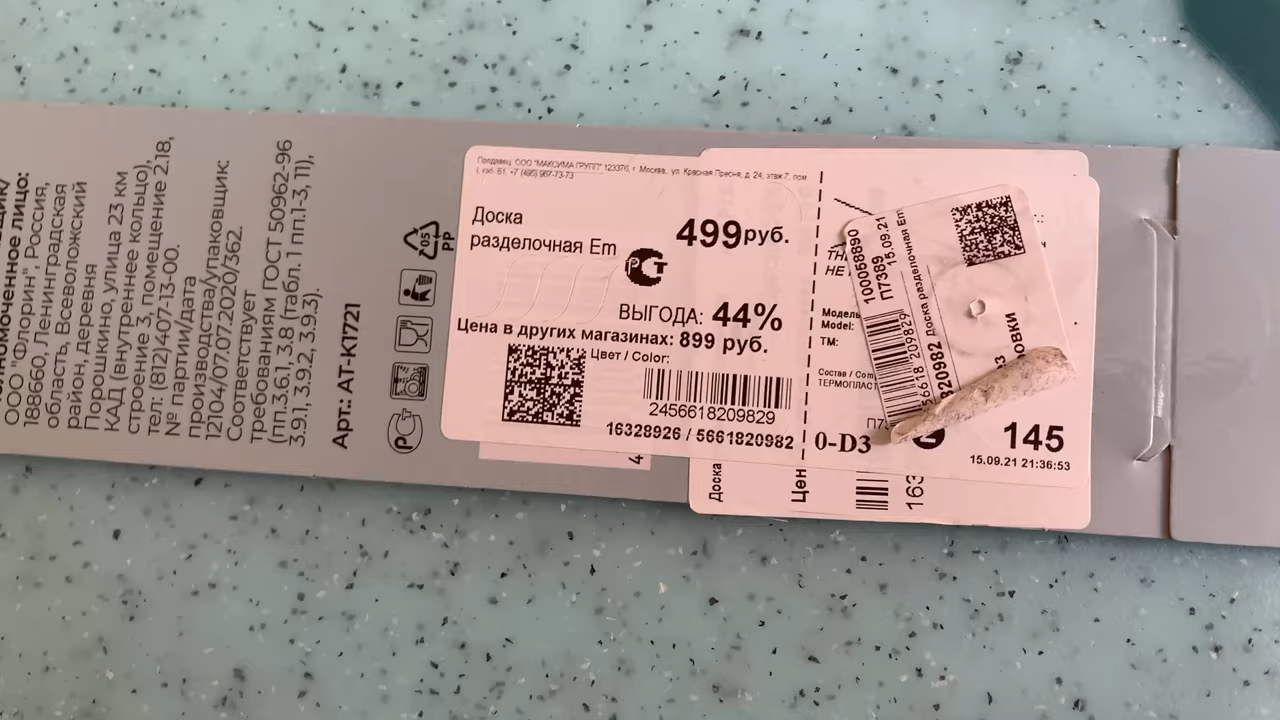 ООО "Флорин", Россия,
188660, Ленинградская
область, Всеволожский
район, деревня
Порошкино, улица 23 км
КАД (внутреннее кольцо),
строение 3, помещение 2.18,
тел: (812)407-13-00.
№ партии/дата
производства/упаковщик:
12104/07.07.2020/362.
Соответствует
требованиям ГОСТ 50962-96
(пп.3.6.1, 3.8 (табл. 1 пп.1-3, 11),
3.9.1, 3.9.2, 3.9.3).
Арт.: AT-K1721
05
PP
Продавец: ООО "МАКСИМА ГРУПП" 123376, г. Москва, ул. Красная Пресня, д. 24, этаж 7, пом
I, каб. 61, +7 (495) 967-73-73
Доска
разделочная Em
499 руб.
ВЫГОДА: 44%
Цена в других магазинах: 899 руб.
Цвет / Color:
2456618209829
16328926 / 5661820982
НЕ
Модель
Model:
ТМ:
Состав / Com
ТЕРМОПЛАСТ
0-D3
145
15.09.21 21:36:53
100068890
П7389
15.09.21
56618209829
820982 Доска разделочная Em
Доска
Цен
163
4